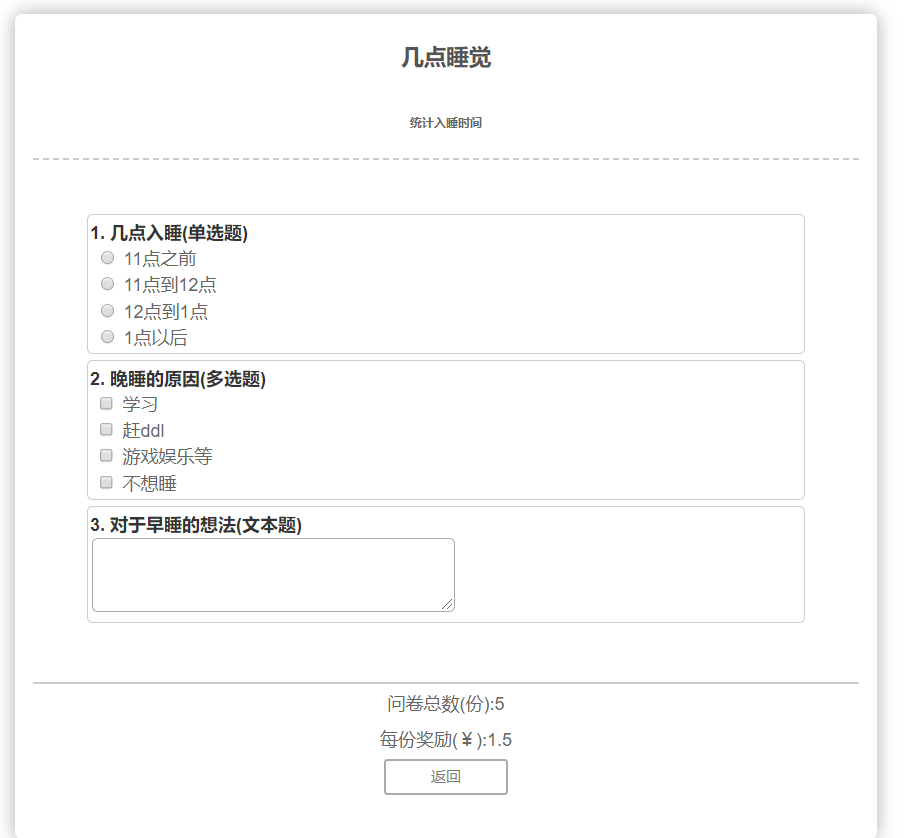 几点睡觉
统计入睡时间
1. 几点入睡(单选题)
11点之前
11点到12点
12点到1点
1点以后
2. 晚睡的原因(多选题)
学习
赶ddl
游戏娱乐等
不想睡
3. 对于早睡的想法(文本题)
问卷总数(份):5
每份奖励(¥):1.5
返回